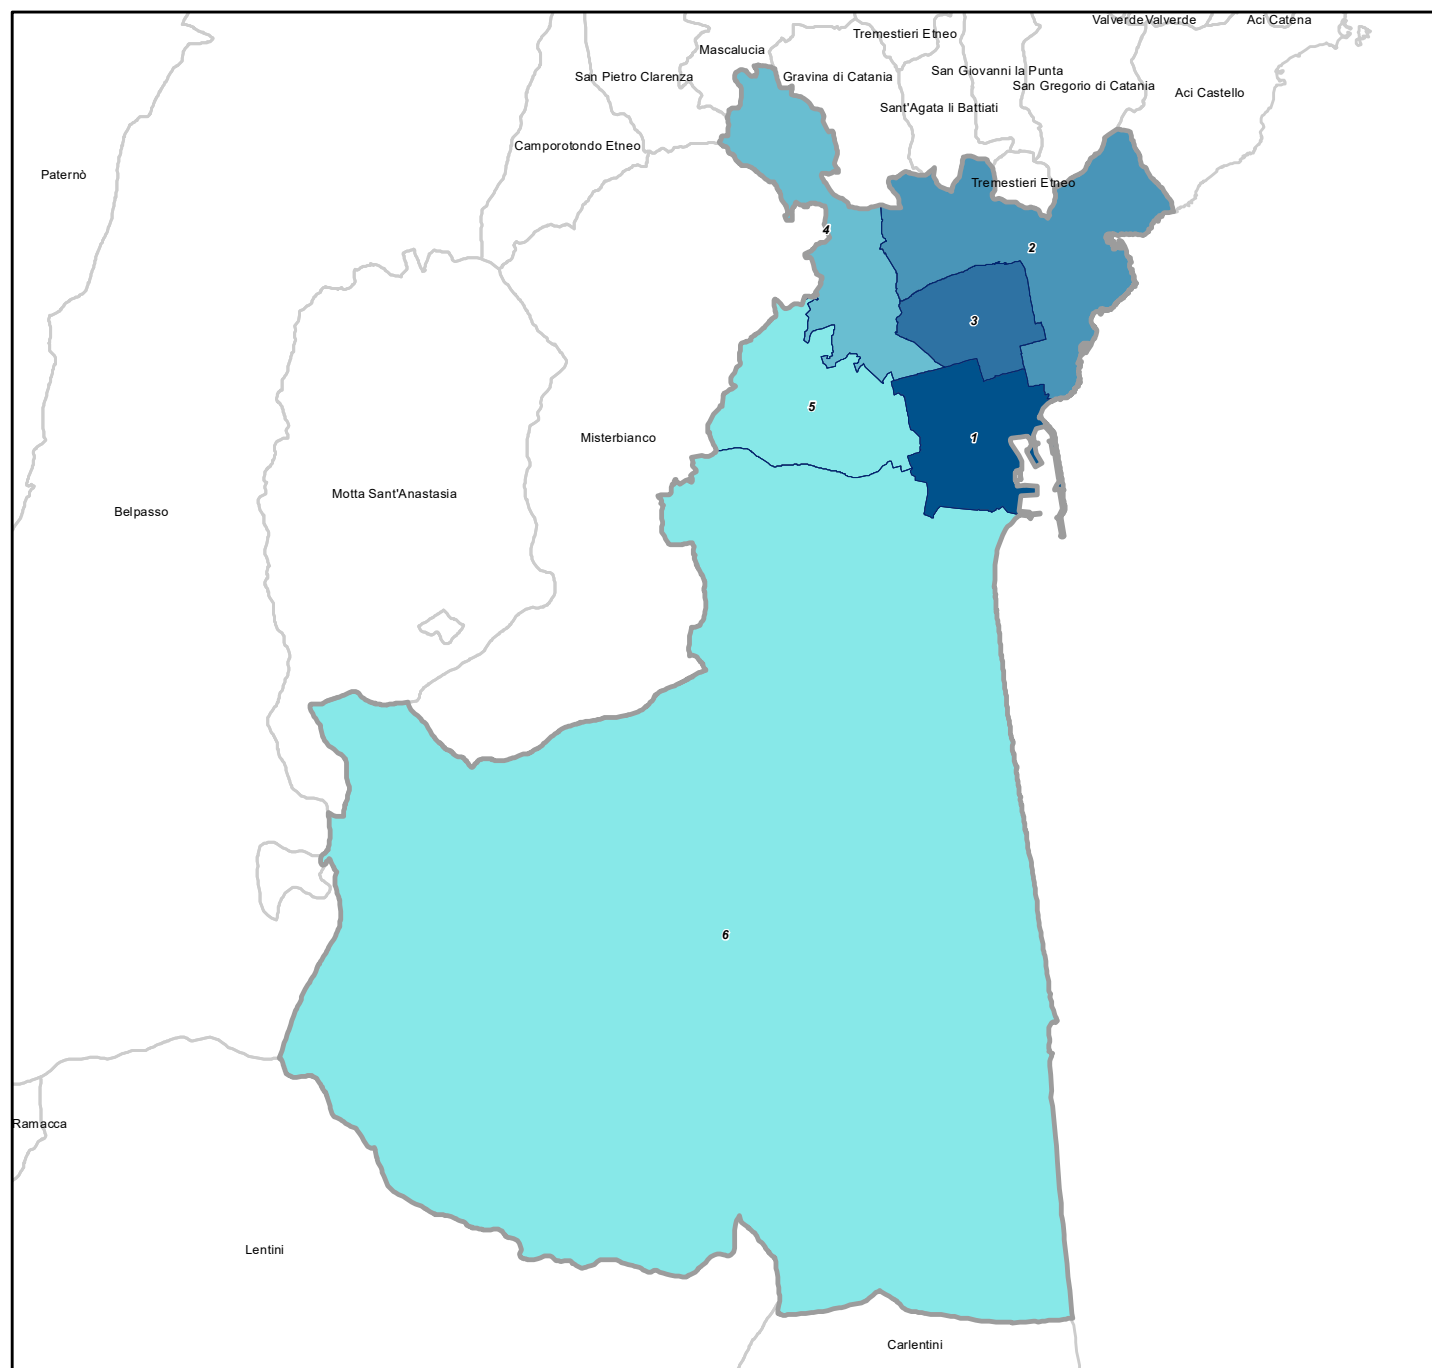 Valverde Valverde
Aci Catena
Tremestieri Etneo
Mascalucia
San Pietro Clarenza
Gravina di Catania
San Giovanni la Punta
San Gregorio di Catania
Aci Castello
Sant'Agata li Battiati
Camporotondo Etneo
Paternò
Tremestieri Etneo
4
2
3
5
1
Misterbianco
Motta Sant'Anastasia
Belpasso
6
Ramacca
Lentini
Carlentini